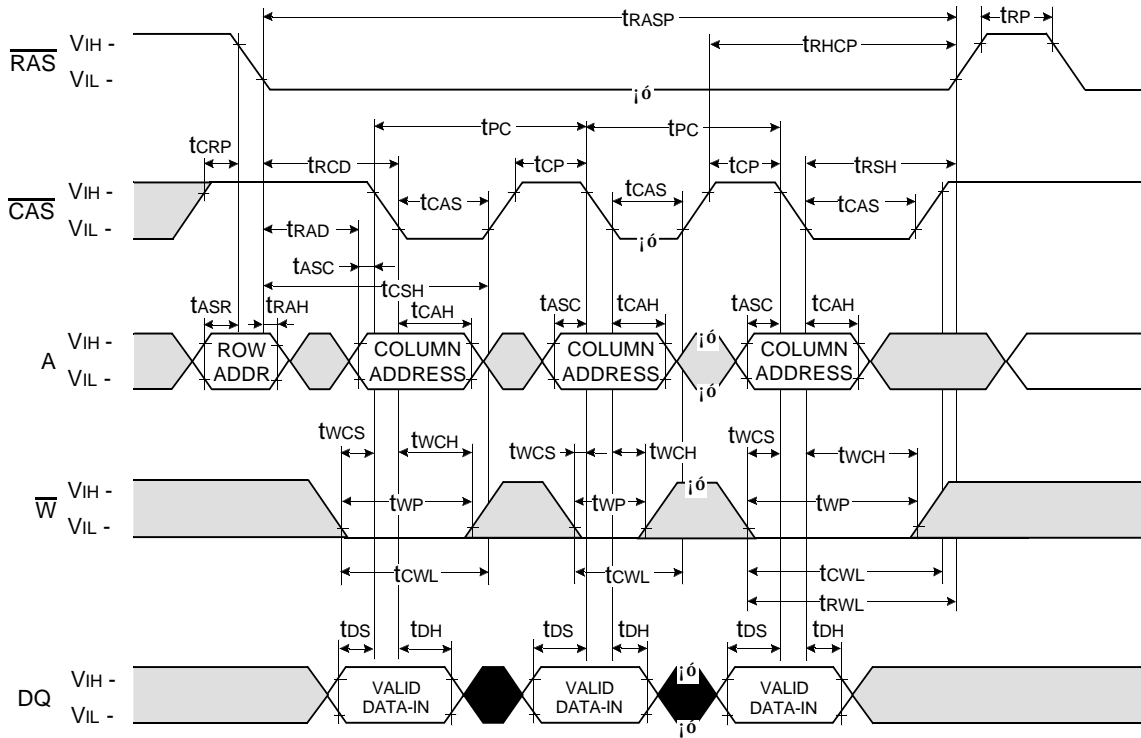 tRASP
tRP
tRHCP
RAS
VIH -
VIL -
¡ó
tPC
tPC
tCRP
tRCD
tCP
tCP
tRSH
CAS
VIH -
VIL -
tCAS
tCAS
tCAS
¡ó
tRAD
tASC
tCSH
tASR
tRAH
tCAH
tASC
tCAH
tASC
tCAH
A
VIH -
VIL -
ROW
ADDR
COLUMN
ADDRESS
COLUMN
ADDRESS
COLUMN
ADDRESS
¡ó
¡ó
tWCS
tWCH
tWCS
tWCH
tWCS
tWCH
W
VIH -
VIL -
tWP
tWP
tWP
¡ó
tCWL
tCWL
tCWL
tRWL
tDS
tDH
tDS
tDH
tDS
tDH
DQ
VIH -
VIL -
VALID
DATA-IN
VALID
DATA-IN
VALID
DATA-IN
¡ó
¡ó